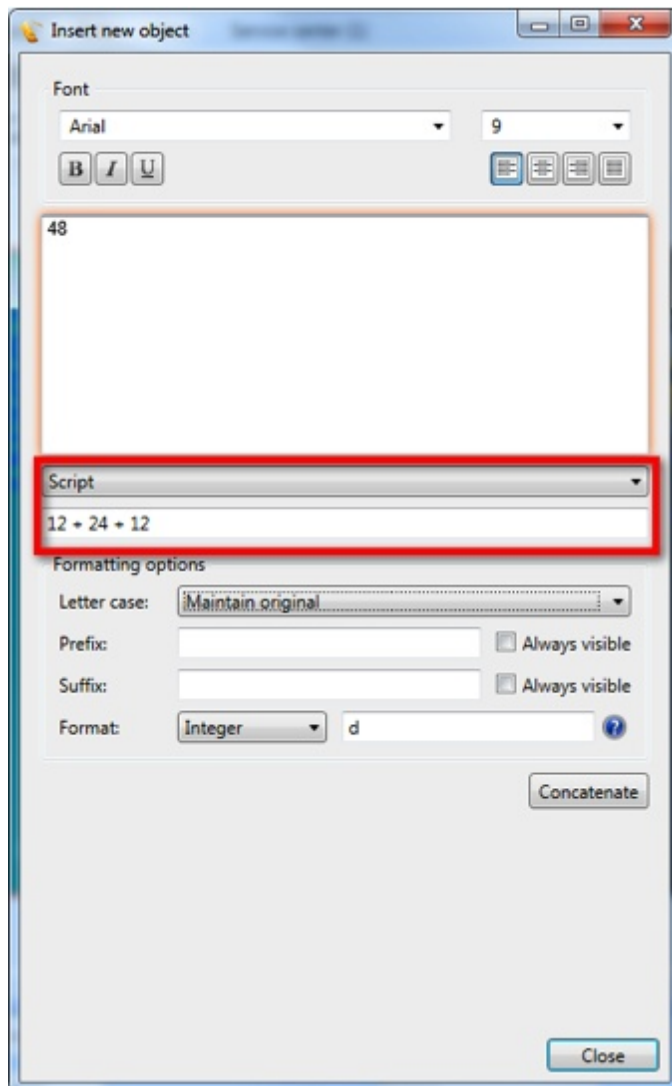 Insert new object
Font
Arial 9
B I U
48
Script
12 + 24 + 12
Formatting options
Letter case: Maintain original
Prefix: Always visible
Suffix: Always visible
Format: Integer d ?
Concatenate
Close